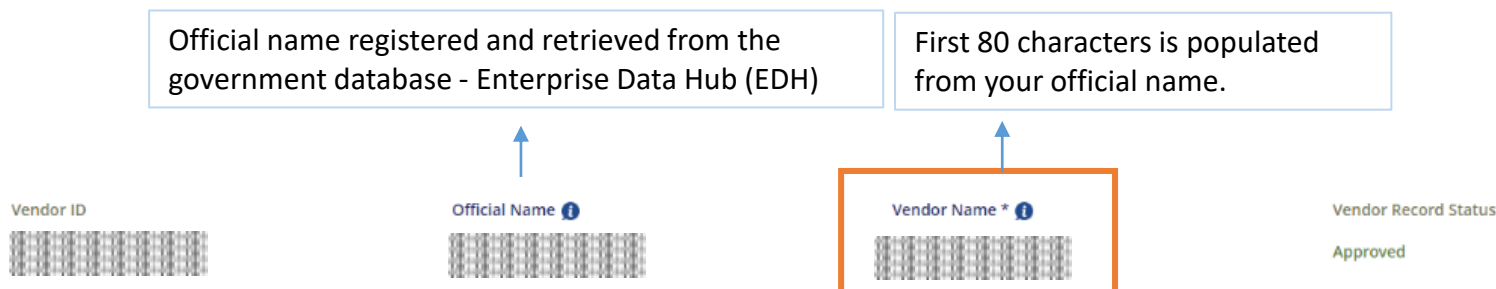 Official name registered and retrieved from the
government database - Enterprise Data Hub (EDH)
First 80 characters is populated
from your official name.
Vendor ID
Official Name i
Vendor Name * i
Vendor Record Status
Approved